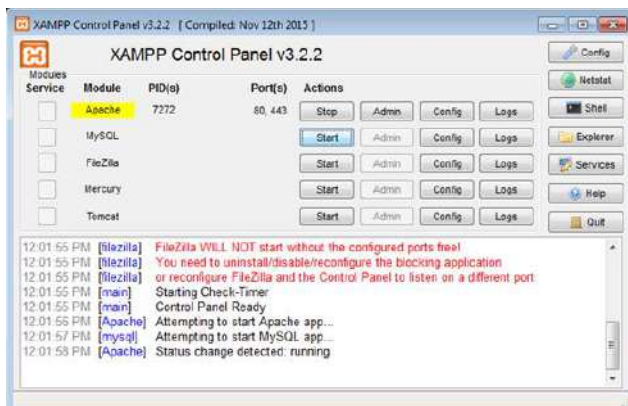 XAMPP Control Panel v3.2.2 [ Compiled: Nov 12th 2015 ]
XAMPP Control Panel v3.2.2
Config
Modules
Service Module PID(s) Port(s) Actions
Netstat
Apache 7272 80, 443 Stop Admin Config Logs
Shell
MySQL Start Admin Config Logs
Explorer
FileZilla Start Admin Config Logs
Services
Mercury Start Admin Config Logs
Help
Tomcat Start Admin Config Logs
Quit
12:01:55 PM [filezilla] FileZilla WILL NOT start without the configured ports free!
12:01:55 PM [filezilla] You need to uninstall/disable/reconfigure the blocking application
12:01:55 PM [filezilla] or reconfigure FileZilla and the Control Panel to listen on a different port
12:01:55 PM [main] Starting Check-Timer
12:01:55 PM [main] Control Panel Ready
12:01:56 PM [Apache] Attempting to start Apache app...
12:01:57 PM [mysql] Attempting to start MySQL app...
12:01:58 PM [Apache] Status change detected: running